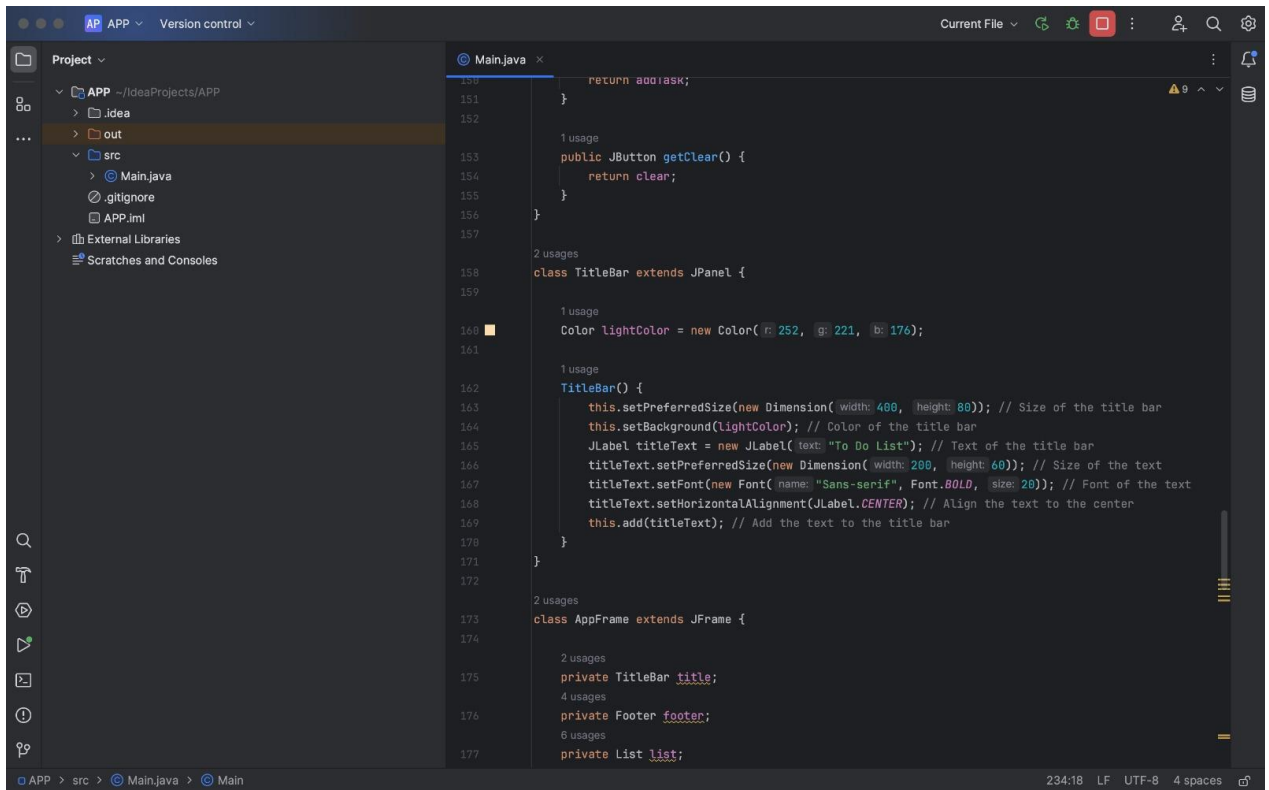 AP APP Version control Current File
Project
Main.java
APP ~/IdeaProjects/APP
.idea
out
src
Main.java
.gitignore
APP.iml
External Libraries
Scratches and Consoles
9
150 return addTask;
151 }
152
1 usage
153 public JButton getClear() {
154 return clear;
155 }
156 }
157
2 usages
158 class TitleBar extends JPanel {
159
1 usage
160 Color lightColor = new Color( r: 252, g: 221, b: 176);
161
1 usage
162 TitleBar() {
163 this.setPreferredSize(new Dimension( width: 400, height: 80)); // Size of the title bar
164 this.setBackground(lightColor); // Color of the title bar
165 JLabel titleText = new JLabel( text: "To Do List"); // Text of the title bar
166 titleText.setPreferredSize(new Dimension( width: 200, height: 60)); // Size of the text
167 titleText.setFont(new Font( name: "Sans-serif", Font.BOLD, size: 20)); // Font of the text
168 titleText.setHorizontalAlignment(JLabel.CENTER); // Align the text to the center
169 this.add(titleText); // Add the text to the title bar
170 }
171 }
172
2 usages
173 class AppFrame extends JFrame {
174
2 usages
175 private TitleBar title;
4 usages
176 private Footer footer;
6 usages
177 private List list;
APP > src > Main.java > Main 234:18 LF UTF-8 4 spaces